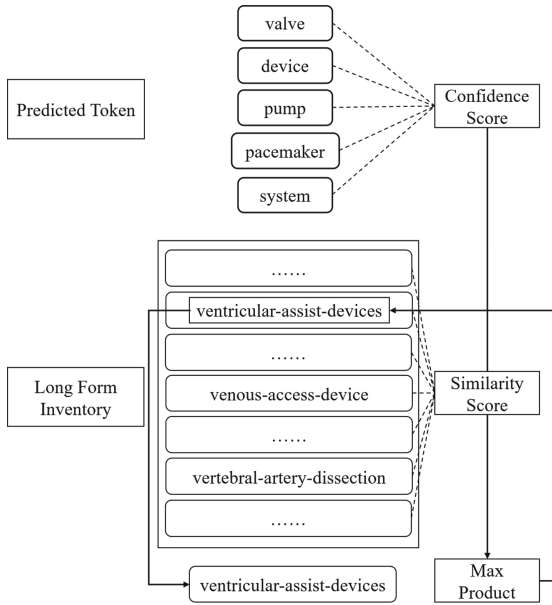 valve
device
Predicted Token
pump
Confidence
Score
pacemaker
system
......
ventricular-assist-devices
......
Long Form
Inventory
venous-access-device
Similarity
Score
......
vertebral-artery-dissection
......
ventricular-assist-devices
Max
Product